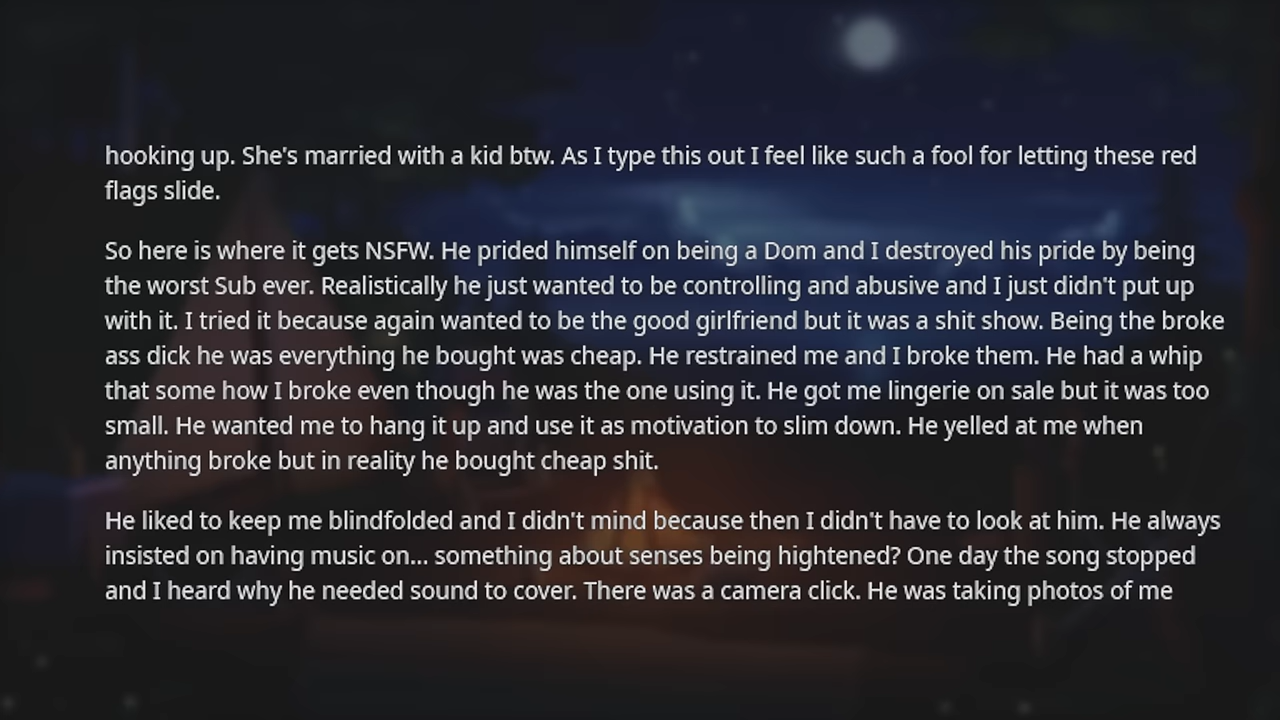 hooking up. She's married with a kid btw. As I type this out I feel like such a fool for letting these red
flags slide.
So here is where it gets NSFW. He prided himself on being a Dom and I destroyed his pride by being
the worst Sub ever. Realistically he just wanted to be controlling and abusive and I just didn't put up
with it. I tried it because again wanted to be the good girlfriend but it was a shit show. Being the broke
ass dick he was everything he bought was cheap. He restrained me and I broke them. He had a whip
that some how I broke even though he was the one using it. He got me lingerie on sale but it was too
small. He wanted me to hang it up and use it as motivation to slim down. He yelled at me when
anything broke but in reality he bought cheap shit.
He liked to keep me blindfolded and I didn't mind because then I didn't have to look at him. He always
insisted on having music on... something about senses being hightened? One day the song stopped
and I heard why he needed sound to cover. There was a camera click. He was taking photos of me